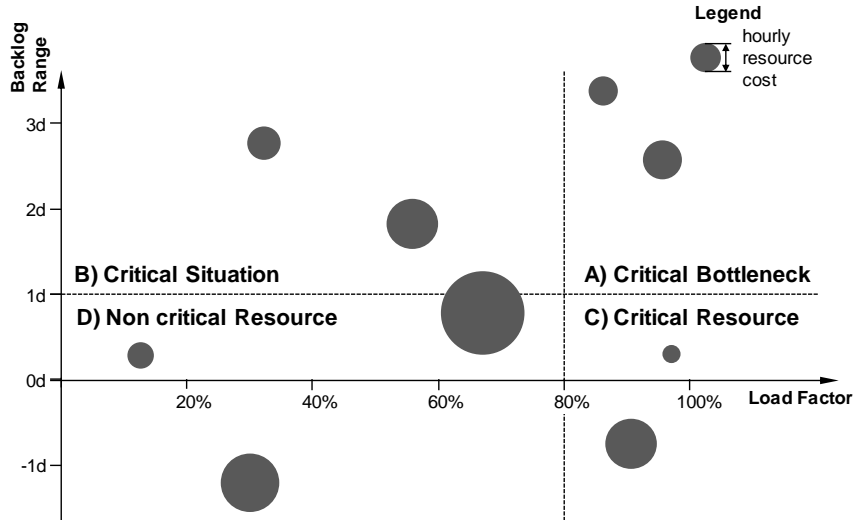 Legend
hourly
resource
cost
Backlog
Range
3d
2d
B) Critical Situation
A) Critical Bottleneck
1d
D) Non critical Resource
C) Critical Resource
0d
20%
40%
60%
80%
100%
Load Factor
-1d